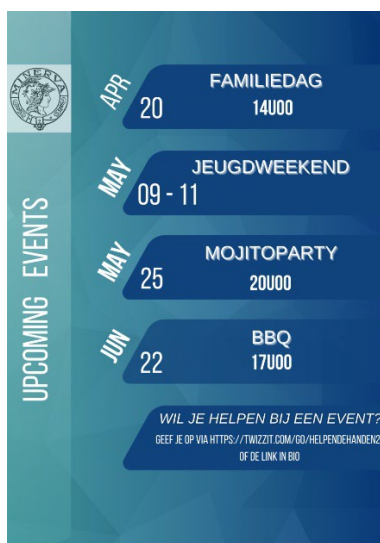 MINERVA
UPCOMING EVENTS
APR
20
FAMILIEDAG
14U00
MAY
09 - 11
JEUGDWEEKEND
MAY
25
MOJITOPARTY
20U00
JUN
22
BBQ
17U00
WIL JE HELPEN BIJ EEN EVENT?
GEEF JE OP VIA HTTPS://TWIZZIT.COM/GO/HELPENDEHANDEN2
OF DE LINK IN BIO